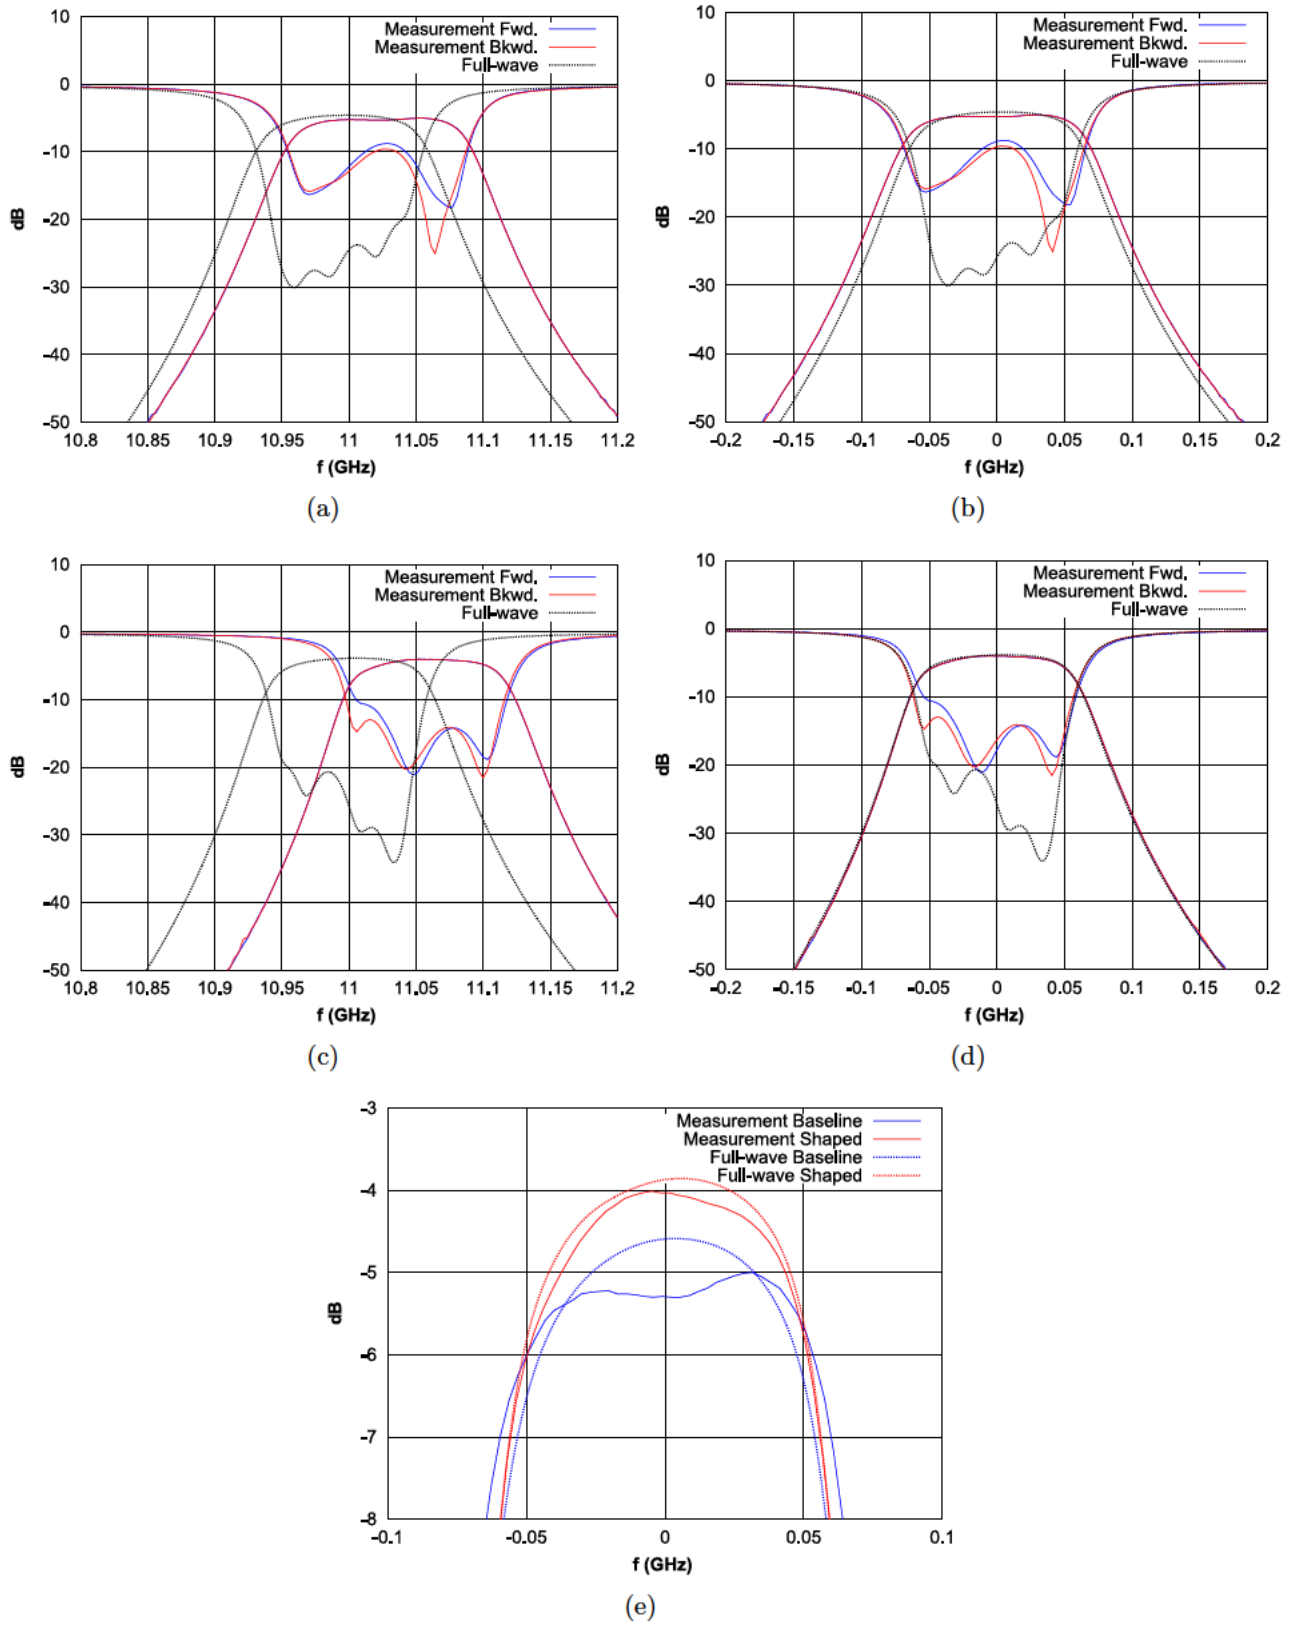 10
0
-10
-20
-30
-40
-50
dB
Measurement Fwd.
Measurement Bkwd.
Full-wave
10.8 10.85 10.9 10.95 11 11.05 11.1 11.15 11.2
f (GHz)
(a)
10
0
-10
-20
-30
-40
-50
dB
Measurement Fwd.
Measurement Bkwd.
Full-wave
-0.2 -0.15 -0.1 -0.05 0 0.05 0.1 0.15 0.2
f (GHz)
(b)
10
0
-10
-20
-30
-40
-50
dB
Measurement Fwd.
Measurement Bkwd.
Full-wave
10.8 10.85 10.9 10.95 11 11.05 11.1 11.15 11.2
f (GHz)
(c)
10
0
-10
-20
-30
-40
-50
dB
Measurement Fwd.
Measurement Bkwd.
Full-wave
-0.2 -0.15 -0.1 -0.05 0 0.05 0.1 0.15 0.2
f (GHz)
(d)
-3
-4
-5
-6
-7
-8
dB
Measurement Baseline
Measurement Shaped
Full-wave Baseline
Full-wave Shaped
-0.1 -0.05 0 0.05 0.1
f (GHz)
(e)